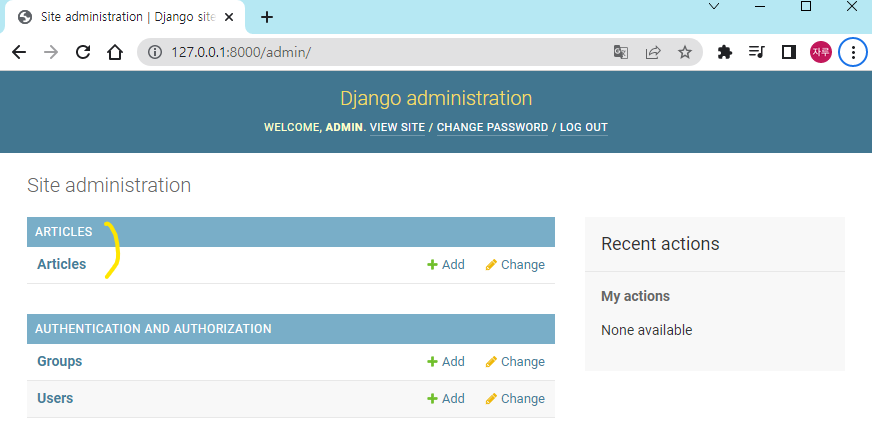 Site administration | Django site
127.0.0.1:8000/admin/
자루
Django administration
WELCOME, ADMIN. VIEW SITE / CHANGE PASSWORD / LOG OUT
Site administration
ARTICLES
Articles Add Change
AUTHENTICATION AND AUTHORIZATION
Groups Add Change
Users Add Change
Recent actions
My actions
None available